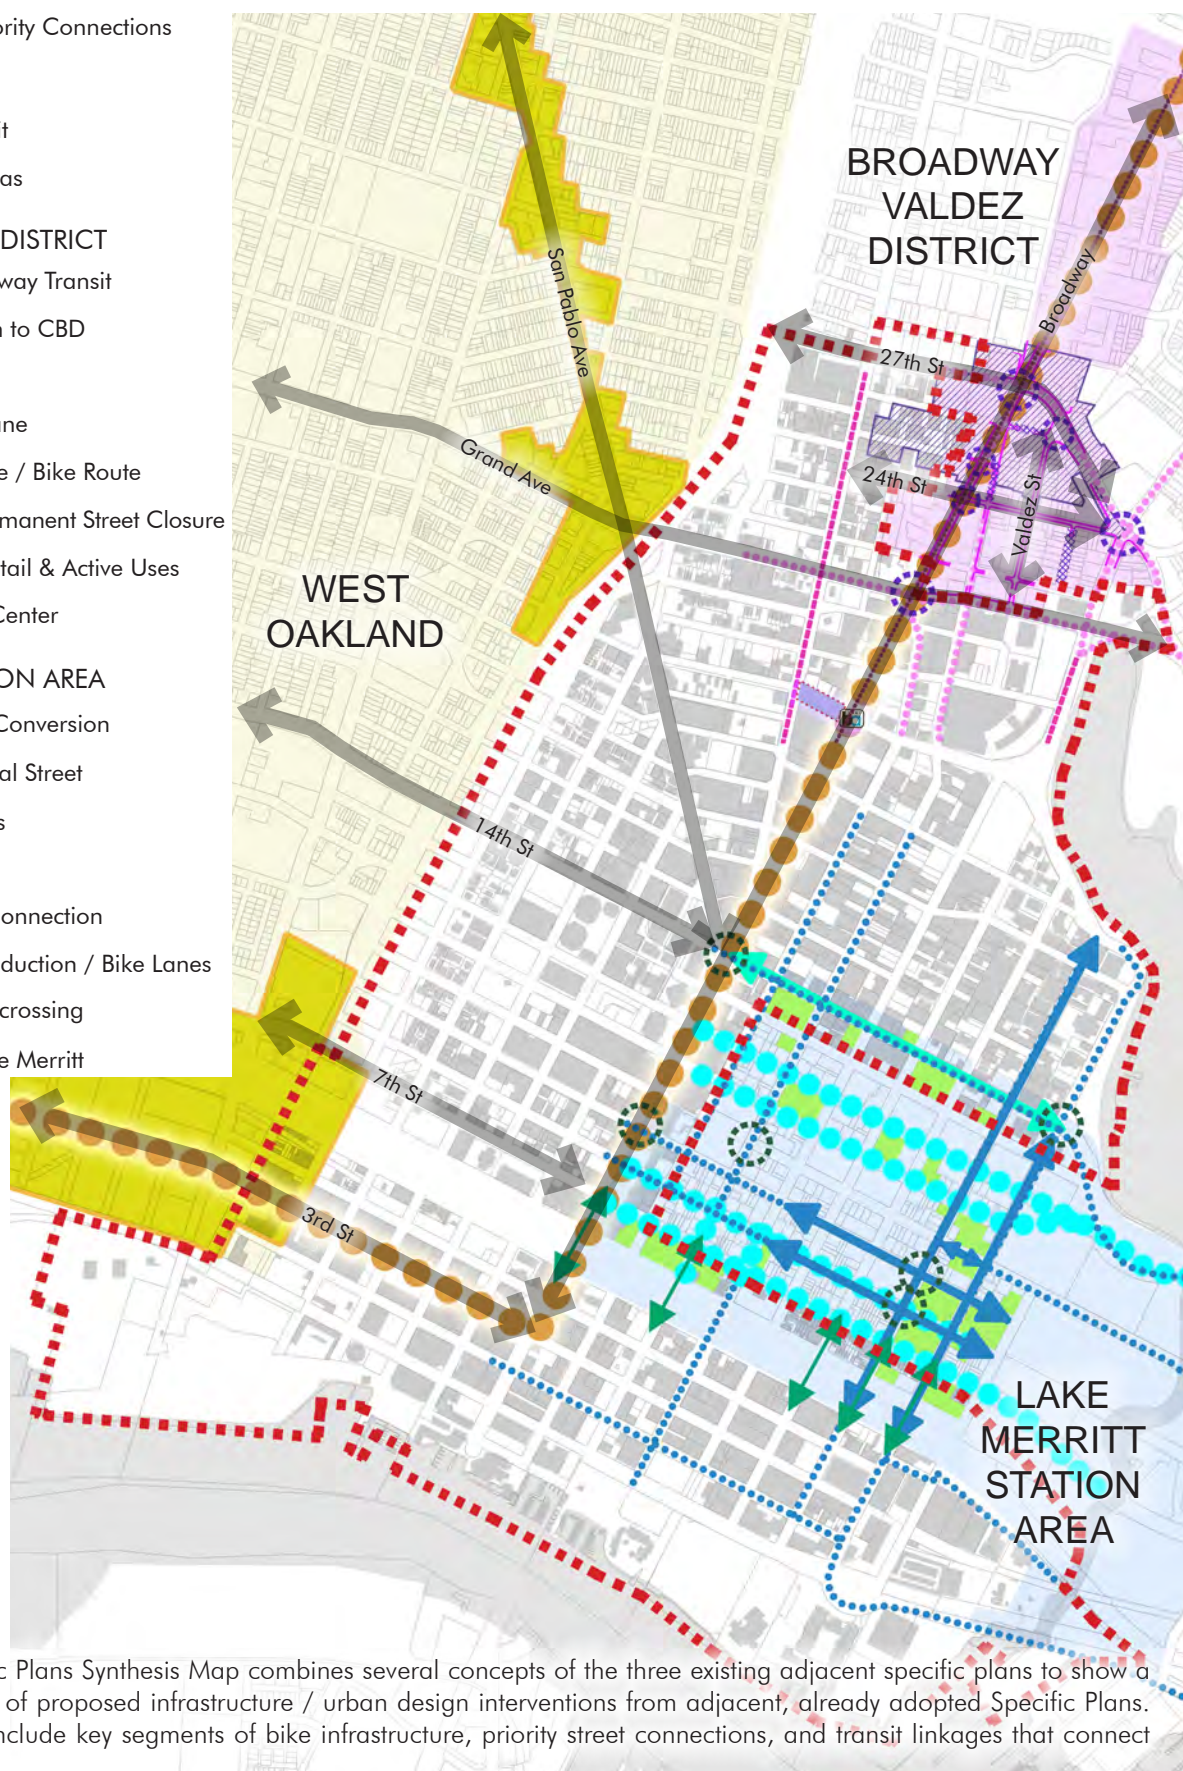 ority Connections
it
as
DISTRICT
way Transit
n to CBD
ane
e / Bike Route
manent Street Closure
tail & Active Uses
Center
ON AREA
Conversion
al Street
s
onnection
duction / Bike Lanes
crossing
e Merritt
BROADWAY
VALDEZ
DISTRICT
Broadway
San Pablo Ave
27th St
Grand Ave
24th St
Valdez St
WEST
OAKLAND
14th St
7th St
3rd St
LAKE
MERRITT
STATION
AREA
c Plans Synthesis Map combines several concepts of the three existing adjacent specific plans to show a
of proposed infrastructure / urban design interventions from adjacent, already adopted Specific Plans.
nclude key segments of bike infrastructure, priority street connections, and transit linkages that connect